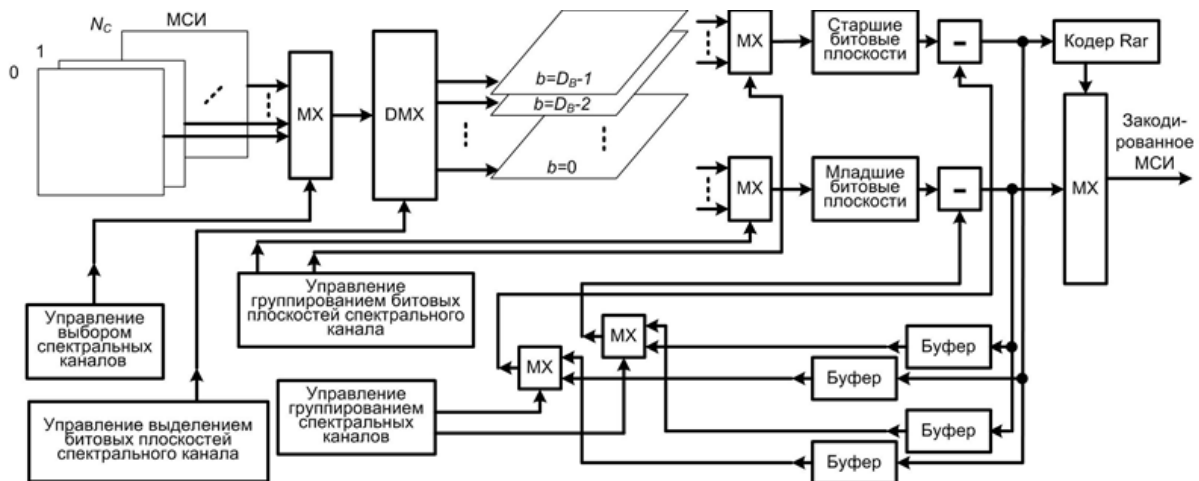 N_C МСИ
1
0
MX
DMX
b=D_B-1
b=D_B-2
b=0
MX
Старшие
битовые
плоскости
-
Кодер Rar
MX
Младшие
битовые
плоскости
-
MX
Закоди-
рованное
МСИ
Управление
выбором
спектральных
каналов
Управление
группированием битовых
плоскостей спектрального
канала
Управление выделением
битовых плоскостей
спектрального канала
Управление
группированием
спектральных
каналов
MX
MX
Буфер
Буфер
Буфер
Буфер